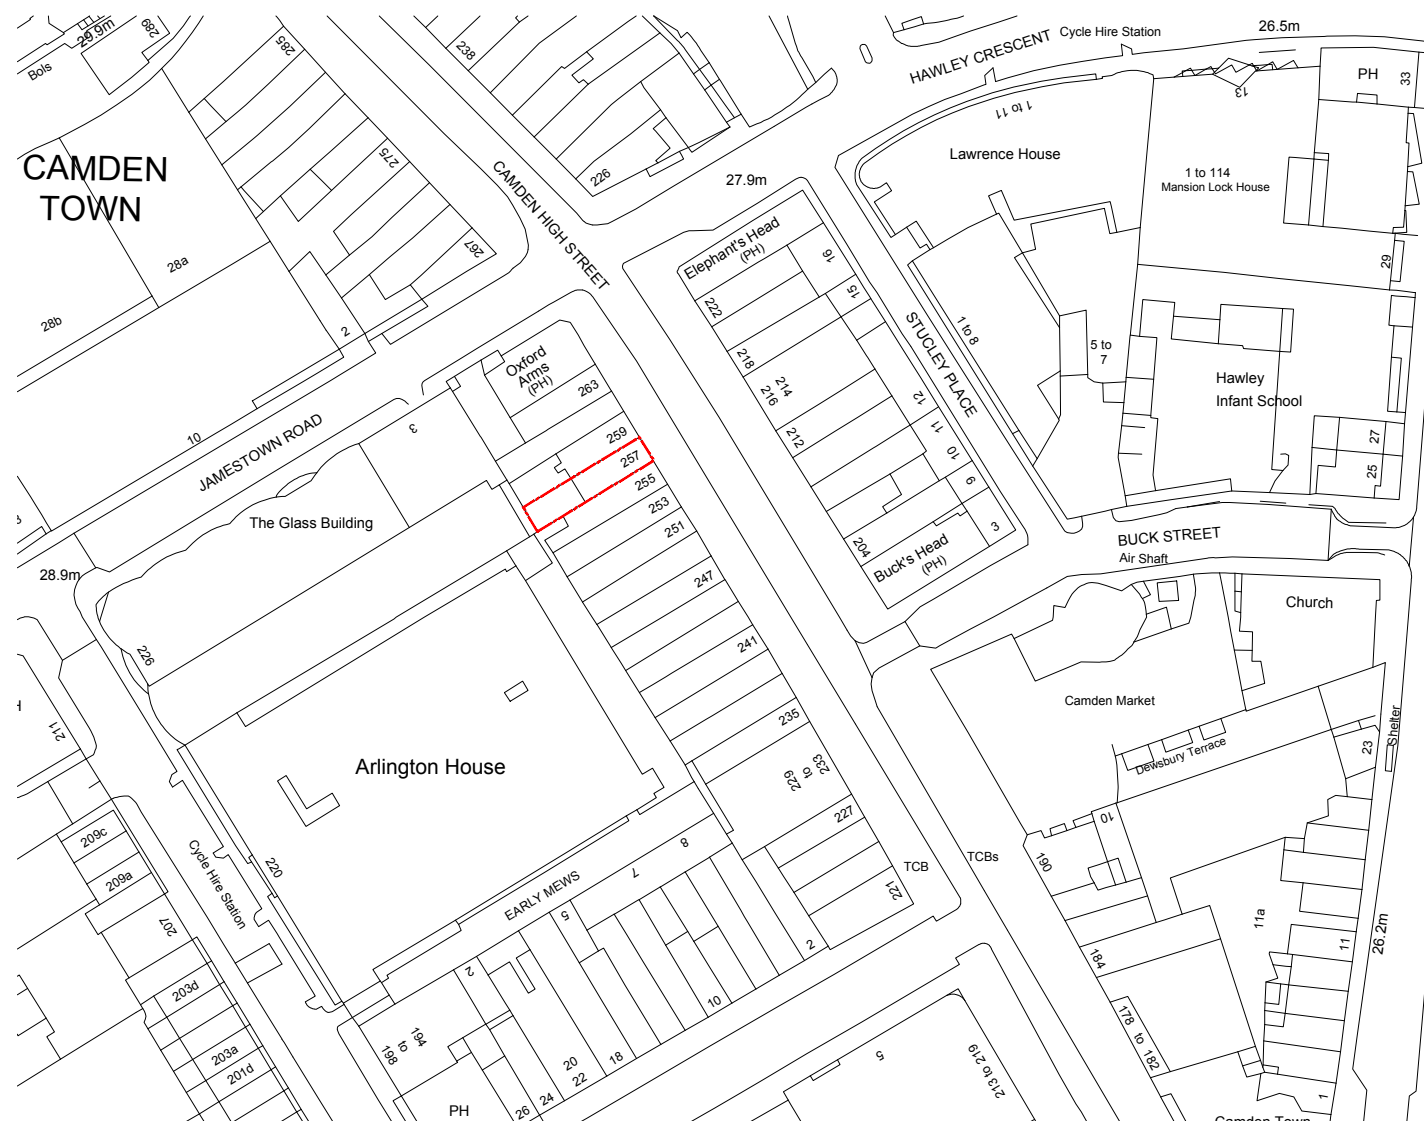 29.9m
289
Bols
265
238
HAWLEY CRESCENT
Cycle Hire Station
26.5m
PH
33
13
1 to 11
Lawrence House
1 to 114
Mansion Lock House
CAMDEN
TOWN
275
226
27.9m
CAMDEN HIGH STREET
267
28a
28b
2
Elephant's Head
(PH)
16
15
222
218
214
216
212
STUCLEY PLACE
1 to 8
5 to
7
29
Hawley
Infant School
27
25
Oxford
Arms
(PH)
263
259
257
255
253
251
247
241
235
233
to
229
227
221
10
JAMESTOWN ROAD
3
The Glass Building
28.9m
226
12
11
10
9
3
204
Buck's Head
(PH)
BUCK STREET
Air Shaft
Church
Camden Market
Dewsbury Terrace
Shelter
23
211
Arlington House
220
Cycle Hire Station
209c
209a
207
203d
203a
201d
EARLY MEWS
8
7
5
2
2
10
18
20
22
24
26
194
to
198
PH
TCB
TCBs
190
10
184
178 to 182
11a
11
26.2m
1
5
213 to 219
Camden Town